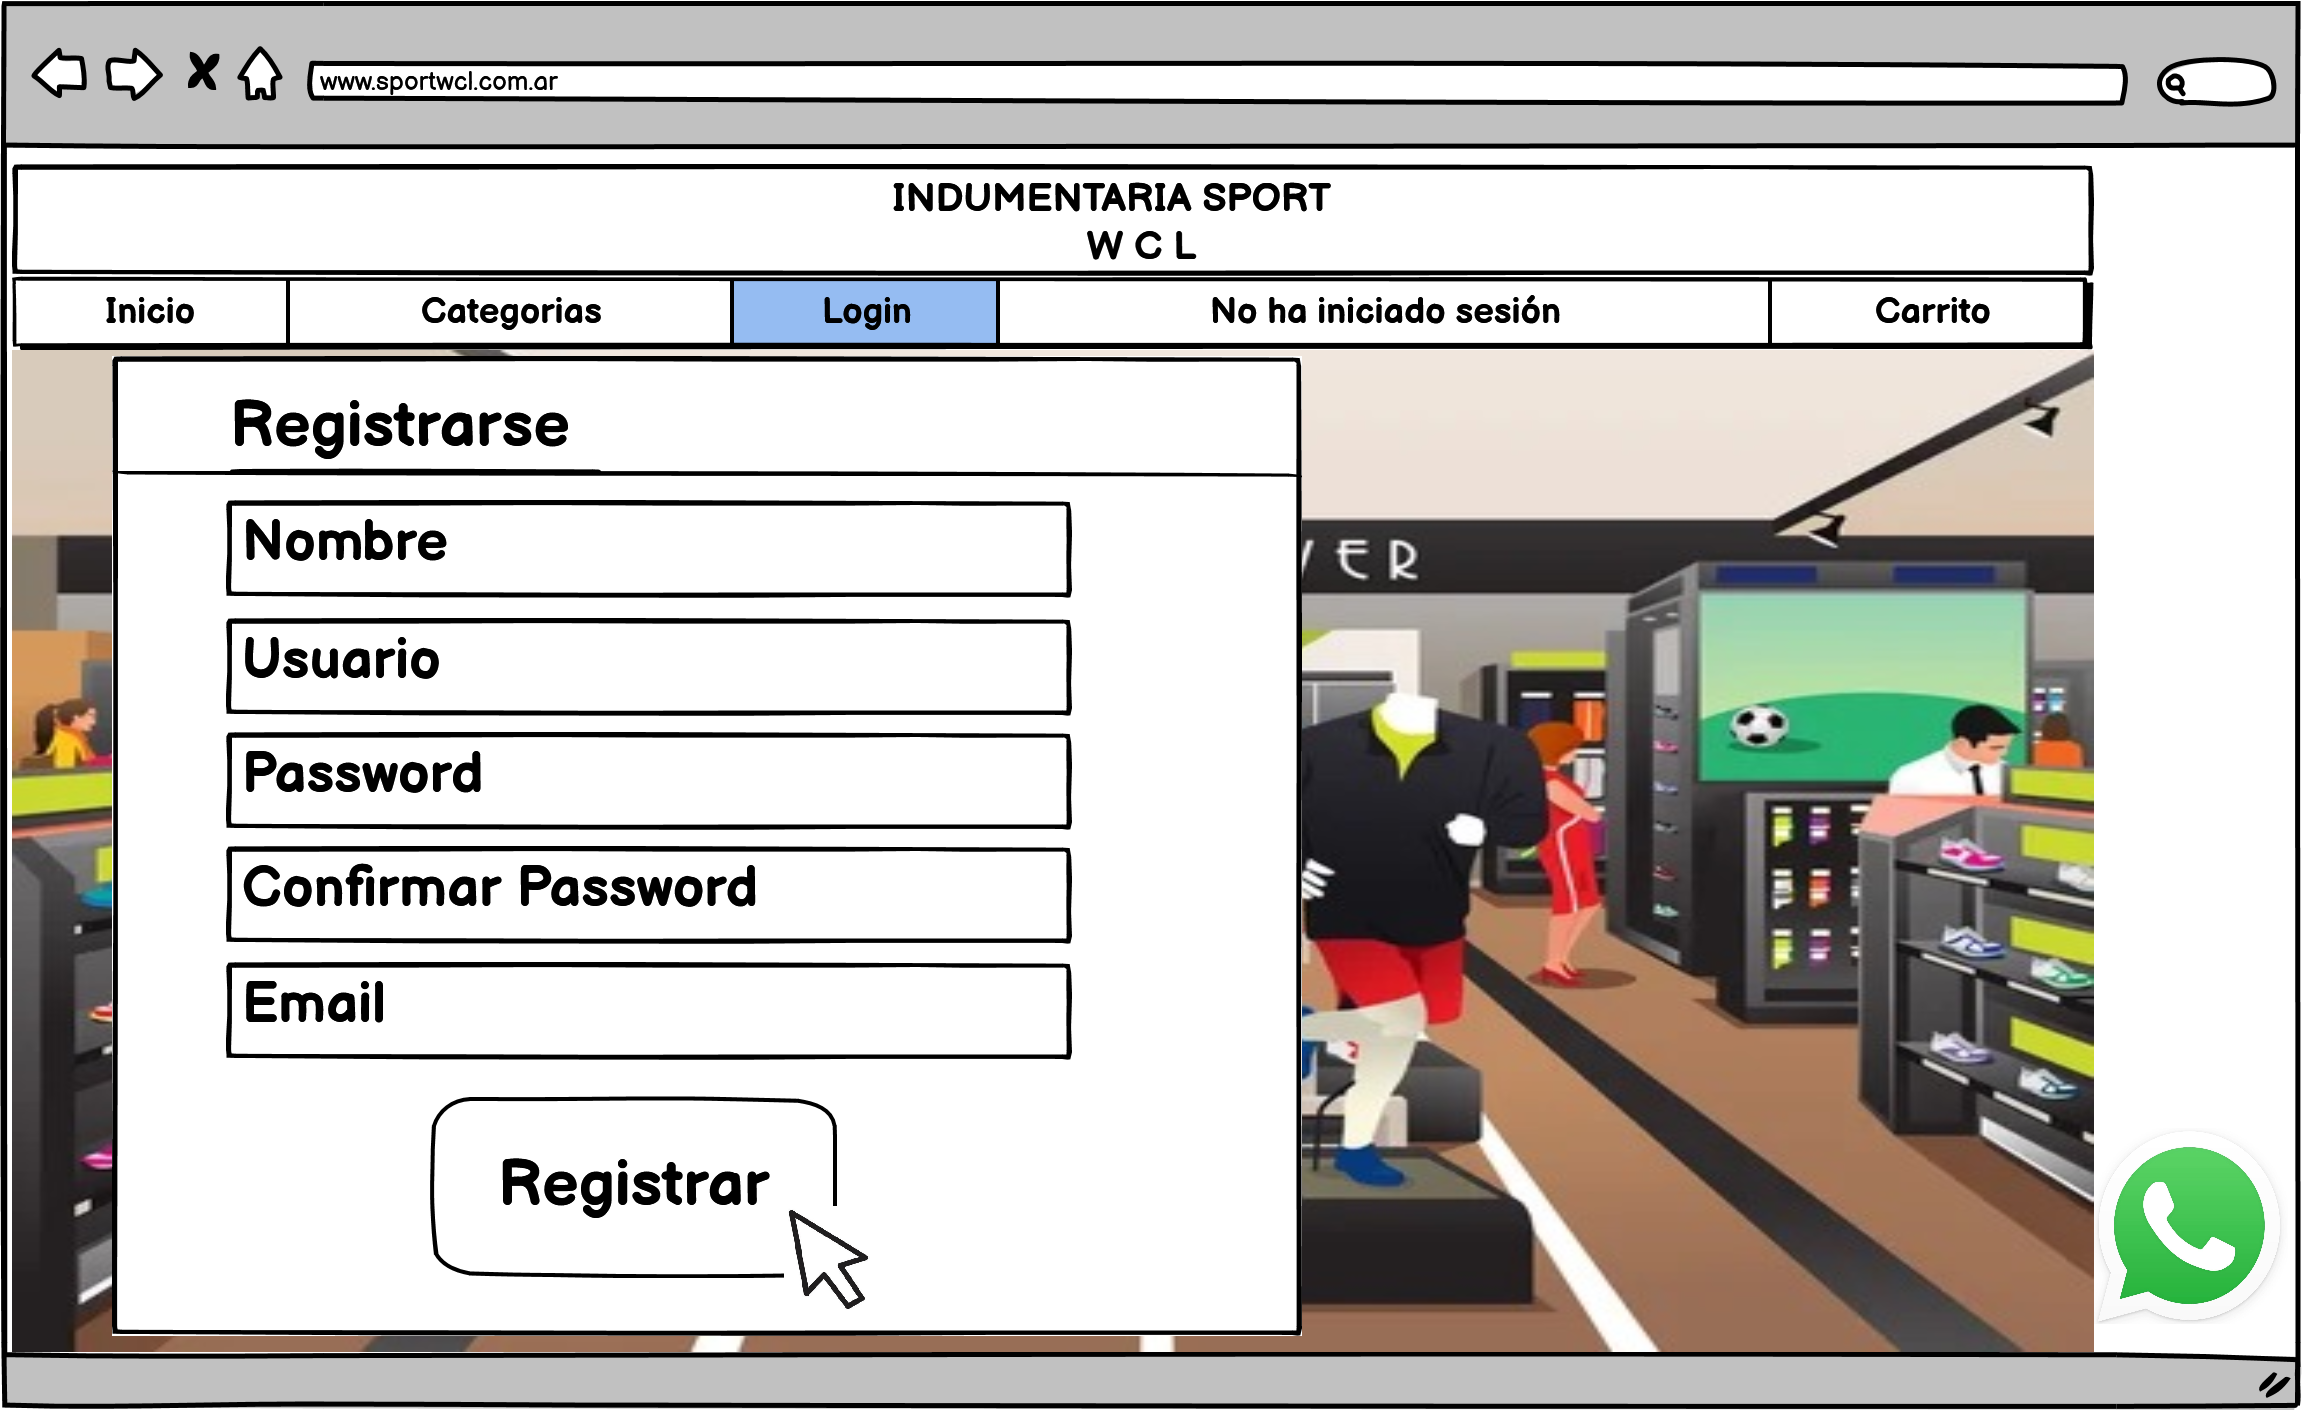 www.sportwcl.com.ar
INDUMENTARIA SPORT
W C L
Inicio
Categorias
Login
No ha iniciado sesión
Carrito
Registrarse
Nombre
Usuario
Password
Confirmar Password
Email
Registrar